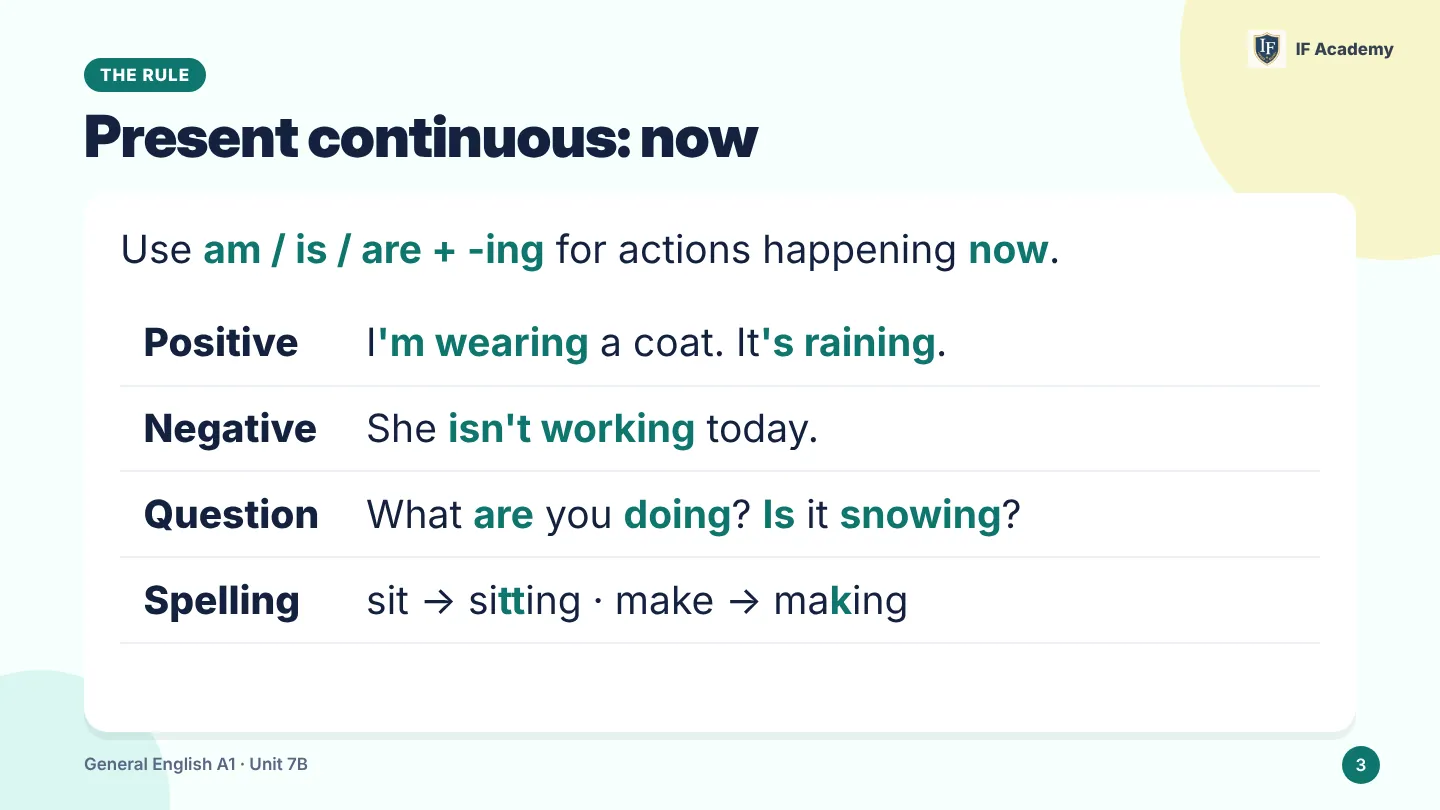 IF IF Academy
THE RULE
Present continuous: now
Use am / is / are + -ing for actions happening now.
Positive I'm wearing a coat. It's raining.
Negative She isn't working today.
Question What are you doing? Is it snowing?
Spelling sit → sitting · make → making
General English A1 · Unit 7B
3